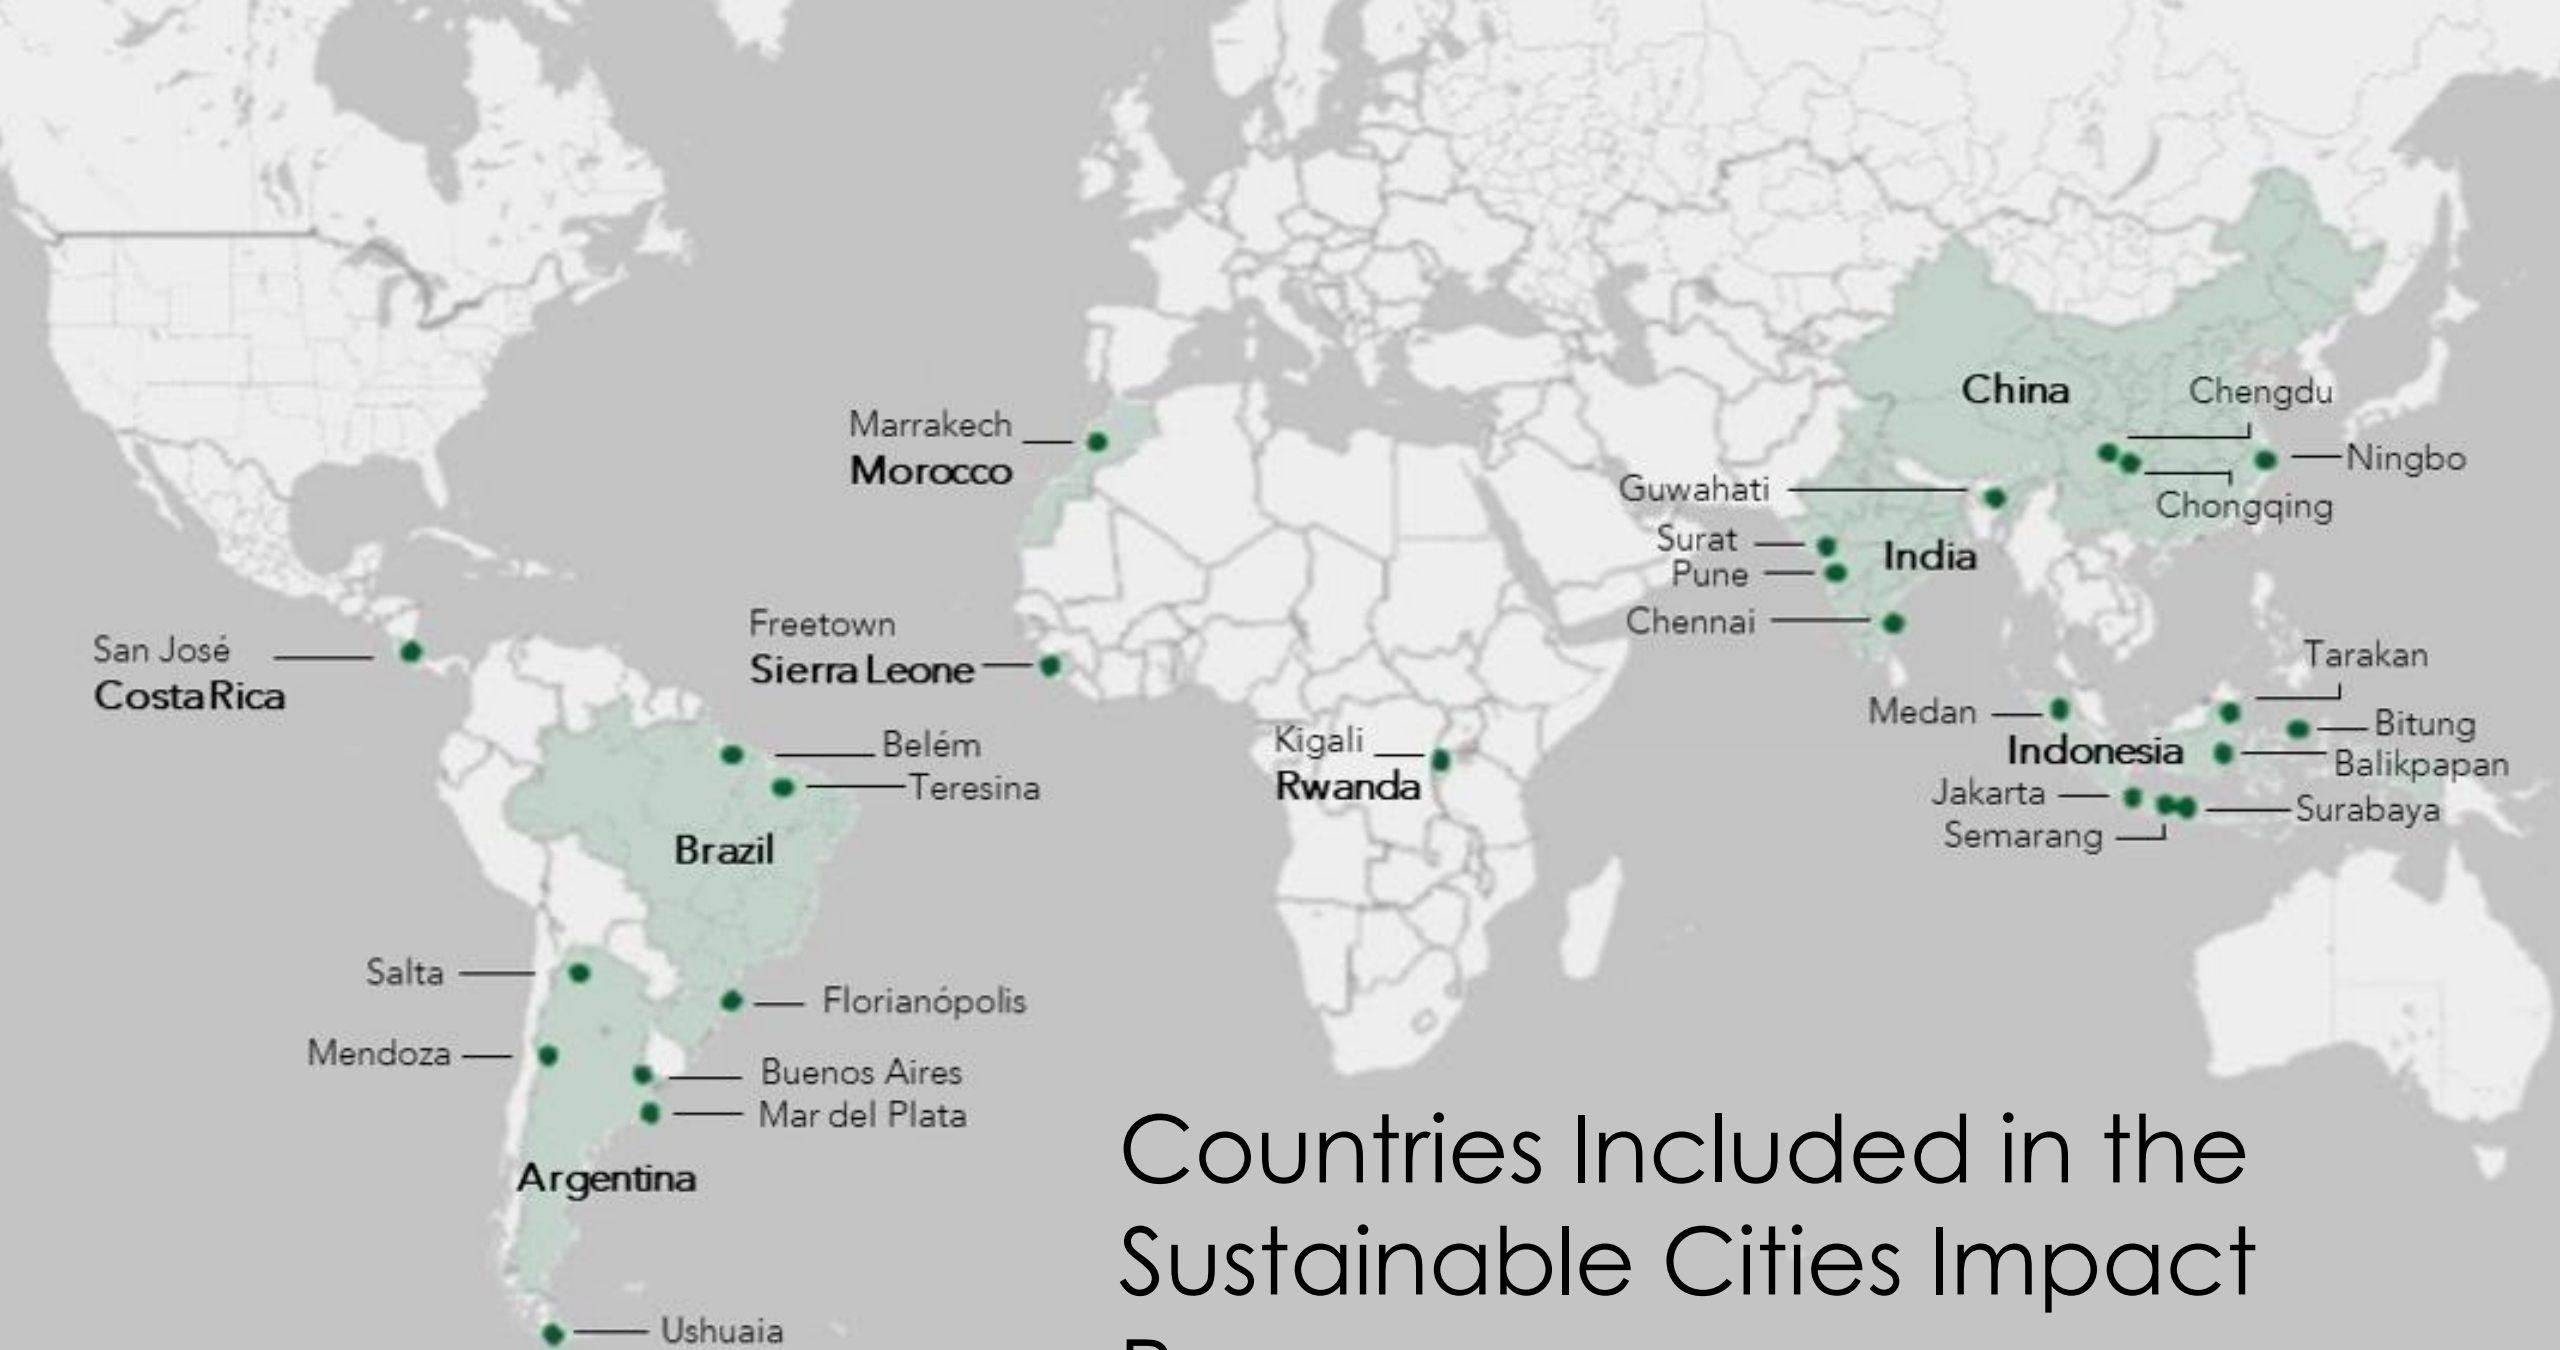 China
Chengdu
Marrakech
Morocco
Ningbo
Guwahati
Chongqing
Surat
India
Pune
Chennai
Freetown
Sierra Leone
San José
Costa Rica
Tarakan
Medan
Bitung
Indonesia
Balikpapan
Belém
Kigali
Teresina
Rwanda
Jakarta
Surabaya
Semarang
Brazil
Salta
Florianópolis
Mendoza
Buenos Aires
Mar del Plata
Argentina
Ushuaia
Countries Included in the
Sustainable Cities Impact